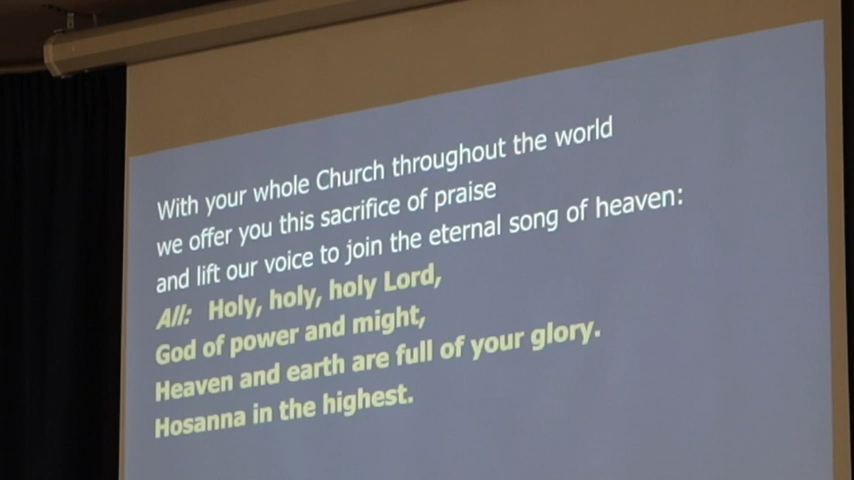 With your whole Church throughout the world
we offer you this sacrifice of praise
and lift our voice to join the eternal song of heaven:
All: Holy, holy, holy Lord,
God of power and might,
Heaven and earth are full of your glory.
Hosanna in the highest.